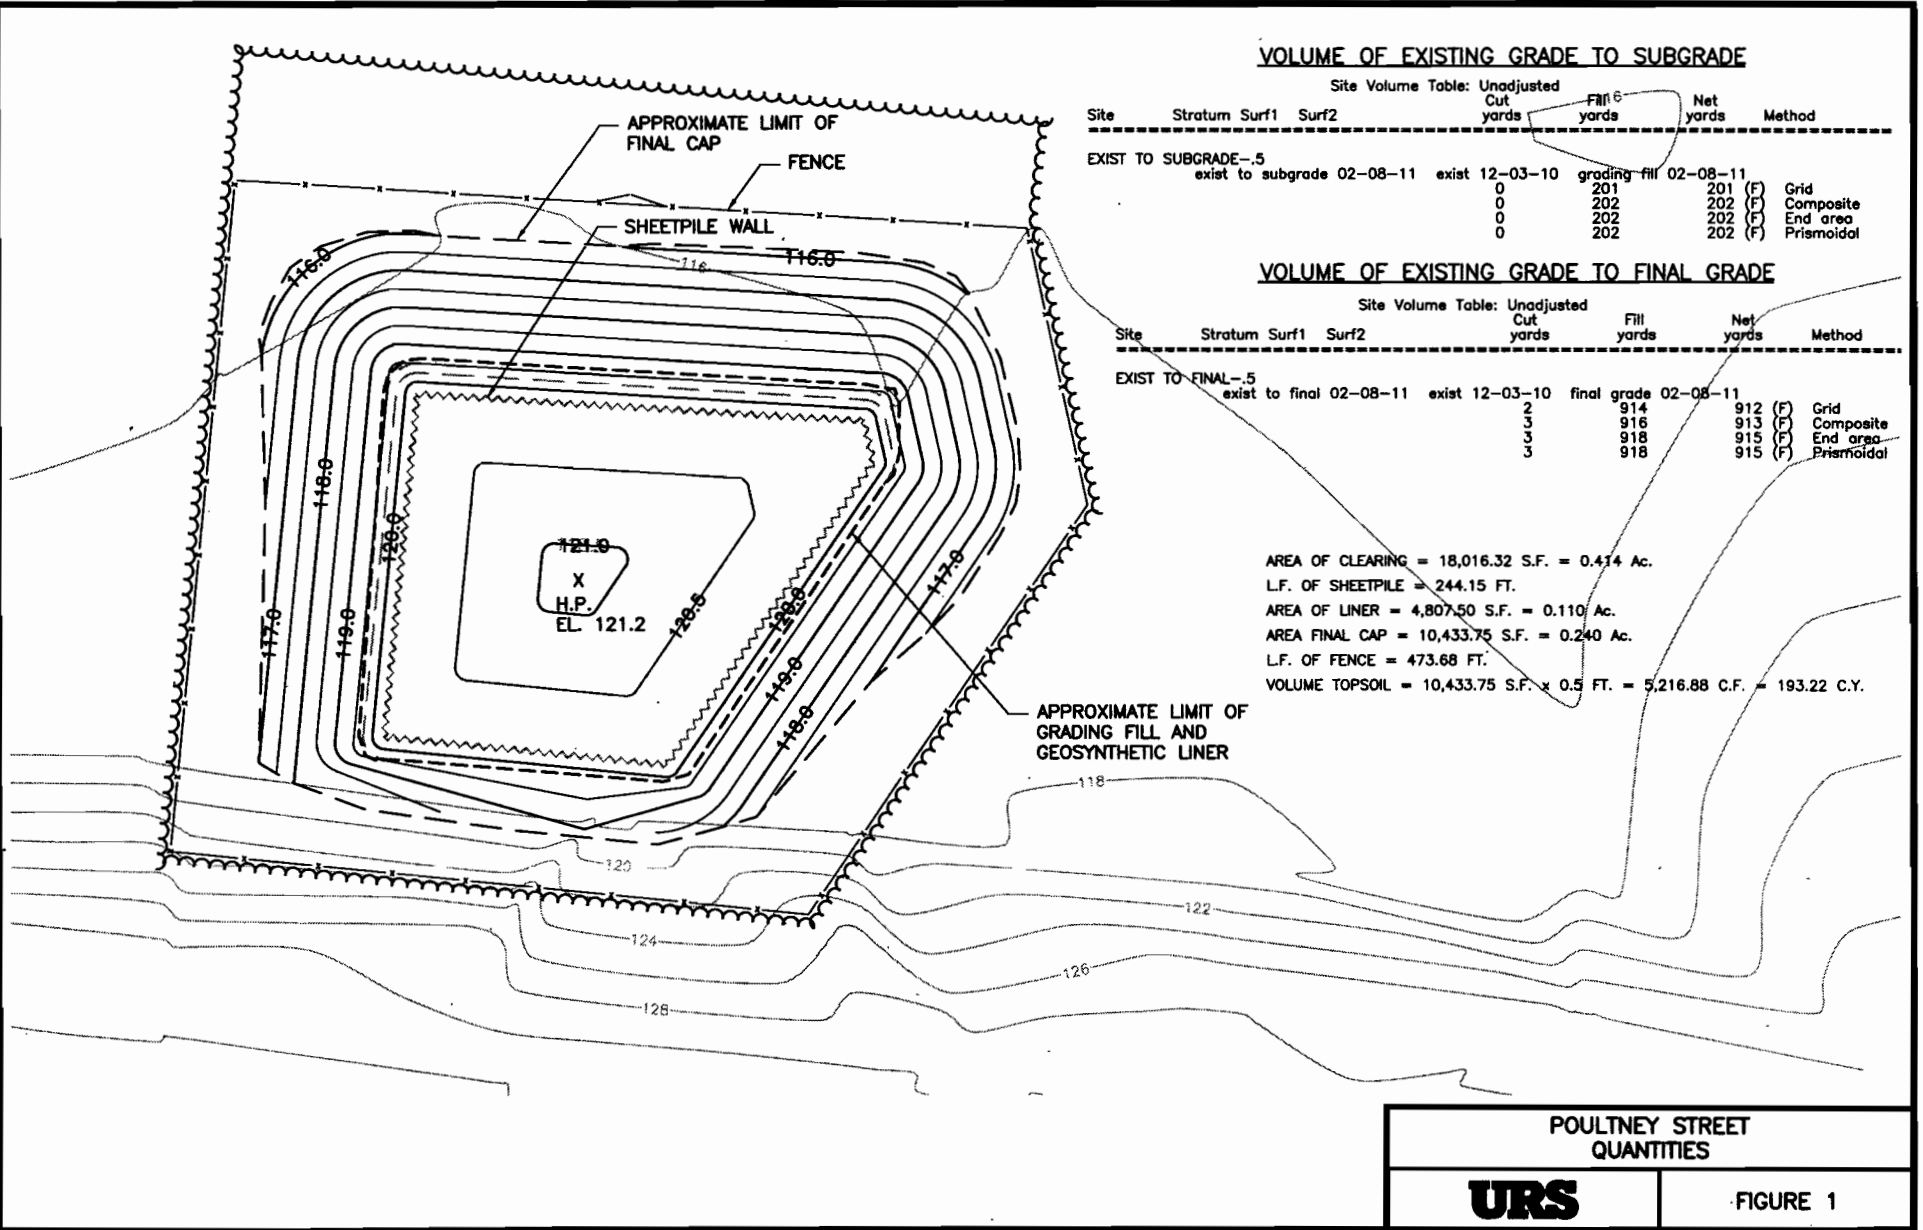 VOLUME OF EXISTING GRADE TO SUBGRADE
Site Volume Table: Unadjusted
Cut Fill Net
Site Stratum Surf1 Surf2 yards yards yards Method
EXIST TO SUBGRADE-.5
exist to subgrade 02-08-11 exist 12-03-10 grading fill 02-08-11
0 201 201 (F) Grid
0 202 202 (F) Composite
0 202 202 (F) End area
0 202 202 (F) Prismoidal
VOLUME OF EXISTING GRADE TO FINAL GRADE
Site Volume Table: Unadjusted
Cut Fill Net
Site Stratum Surf1 Surf2 yards yards yards Method
EXIST TO FINAL-.5
exist to final 02-08-11 exist 12-03-10 final grade 02-08-11
2 914 912 (F) Grid
3 916 913 (F) Composite
3 918 915 (F) End area
3 918 915 (F) Prismoidal
AREA OF CLEARING = 18,016.32 S.F. = 0.414 Ac.
L.F. OF SHEETPILE = 244.15 FT.
AREA OF LINER = 4,807.50 S.F. = 0.110 Ac.
AREA FINAL CAP = 10,433.75 S.F. = 0.240 Ac.
L.F. OF FENCE = 473.68 FT.
VOLUME TOPSOIL = 10,433.75 S.F. x 0.5 FT. = 5,216.88 C.F. = 193.22 C.Y.
APPROXIMATE LIMIT OF
FINAL CAP
FENCE
SHEETPILE WALL
116.0
116
116.0
118.0
120.0
121.0
X
H.P.
EL. 121.2
120.5
120.0
117.0
117.0
119.0
119.0
118.0
APPROXIMATE LIMIT OF
GRADING FILL AND
GEOSYNTHETIC LINER
118
120
122
124
126
128
POULTNEY STREET
QUANTITIES
URS
FIGURE 1